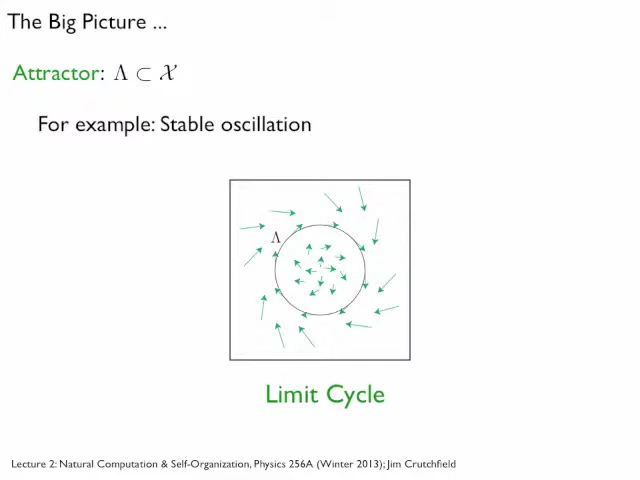 The Big Picture ...
Attractor: Λ ⊂ 𝒳
For example: Stable oscillation
Λ
Limit Cycle
Lecture 2: Natural Computation & Self-Organization, Physics 256A (Winter 2013); Jim Crutchfield